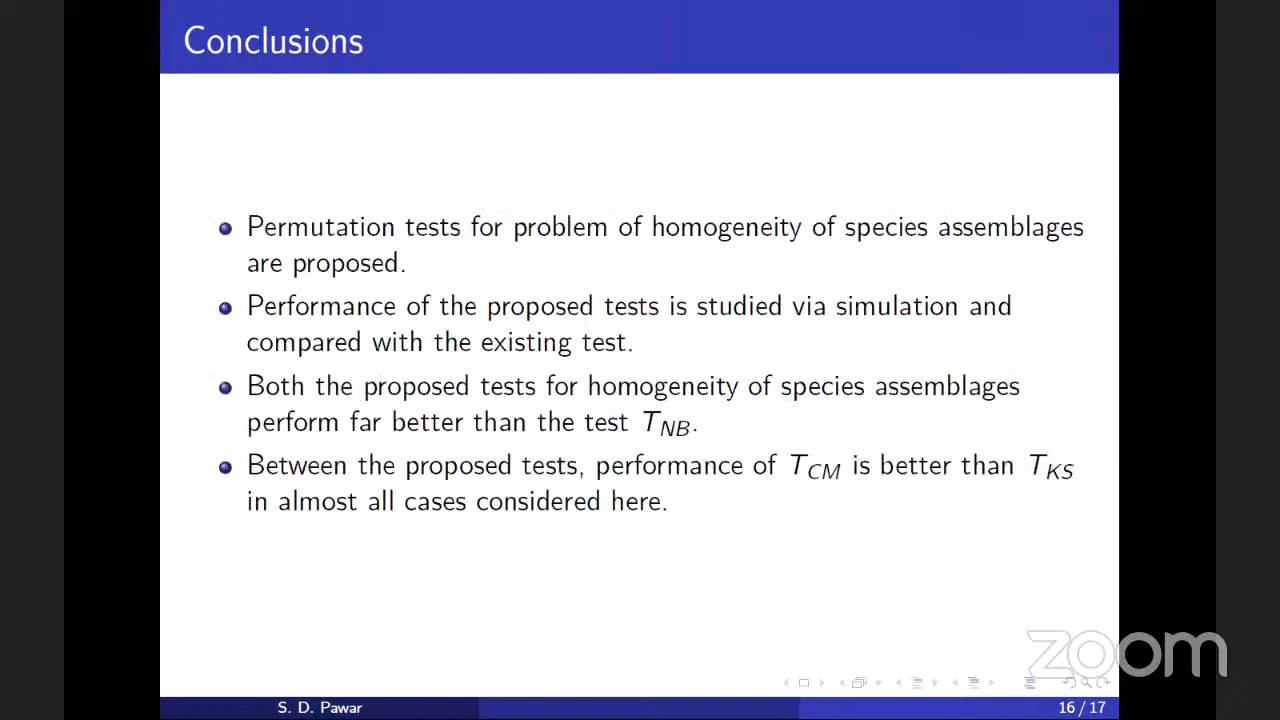 Conclusions
Permutation tests for problem of homogeneity of species assemblages
are proposed.
Performance of the proposed tests is studied via simulation and
compared with the existing test.
Both the proposed tests for homogeneity of species assemblages
perform far better than the test T_NB.
Between the proposed tests, performance of T_CM is better than T_KS
in almost all cases considered here.
zoom
S. D. Pawar
16 / 17